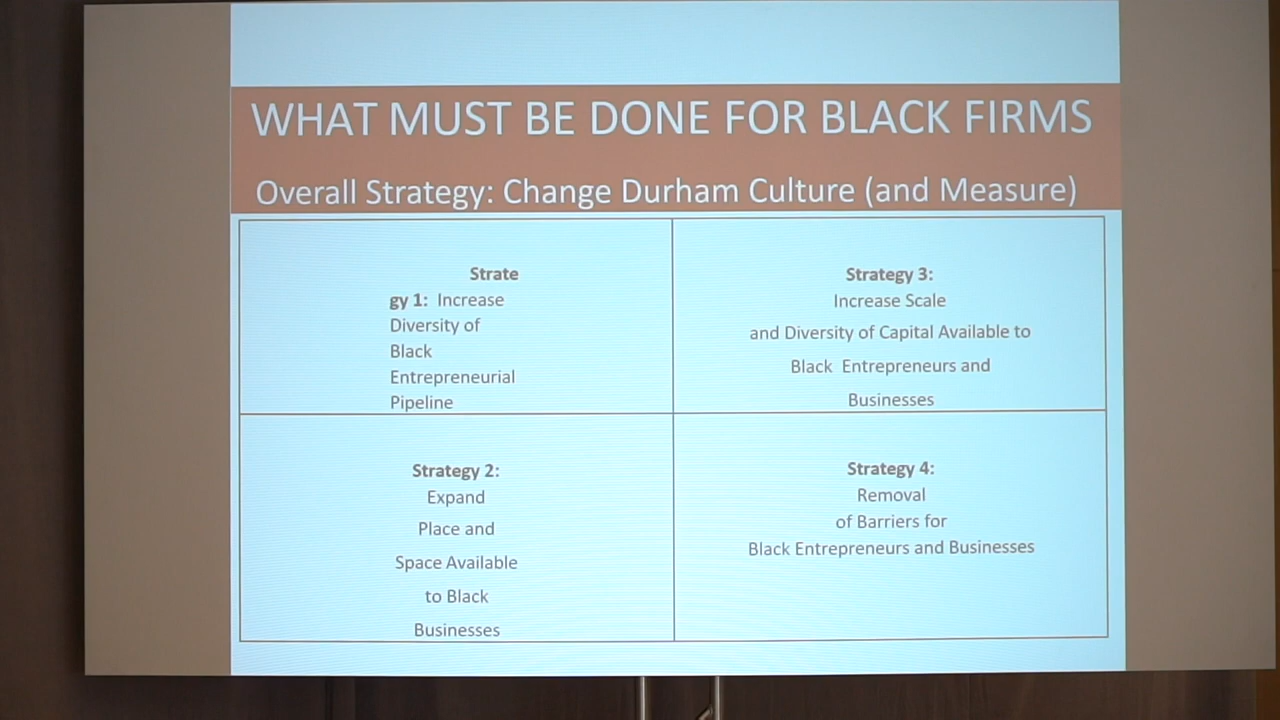 WHAT MUST BE DONE FOR BLACK FIRMS
Overall Strategy: Change Durham Culture (and Measure)
Strate
gy 1: Increase
Diversity of
Black
Entrepreneurial
Pipeline
Strategy 2:
Expand
Place and
Space Available
to Black
Businesses
Strategy 3:
Increase Scale
and Diversity of Capital Available to
Black Entrepreneurs and
Businesses
Strategy 4:
Removal
of Barriers for
Black Entrepreneurs and Businesses